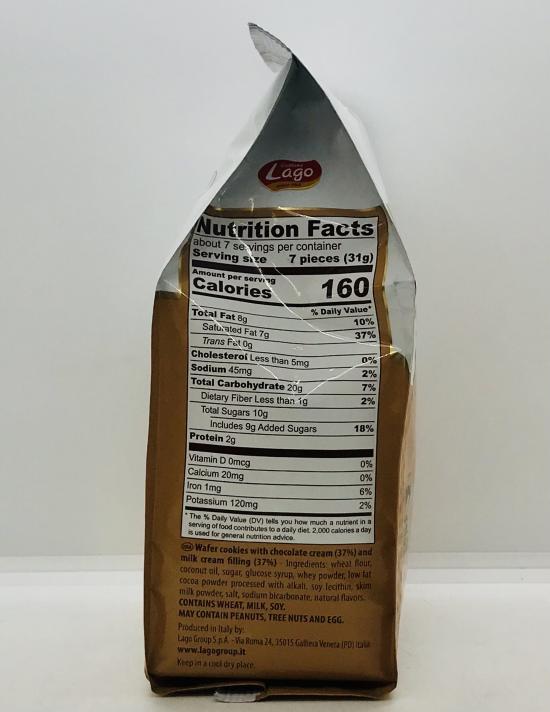 Lago
Nutrition Facts
about 7 servings per container
Serving size 7 pieces (31g)
Amount per serving
Calories 160
% Daily Value*
Total Fat 8g 10%
Saturated Fat 7g 37%
Trans Fat 0g
Cholesterol Less than 5mg 0%
Sodium 45mg 2%
Total Carbohydrate 20g 7%
Dietary Fiber Less than 1g 2%
Total Sugars 10g
Includes 9g Added Sugars 18%
Protein 2g
Vitamin D 0mcg 0%
Calcium 20mg 0%
Iron 1mg 6%
Potassium 120mg 2%
* The % Daily Value (DV) tells you how much a nutrient in a
serving of food contributes to a daily diet. 2,000 calories a day
is used for general nutrition advice.
Wafer cookies with chocolate cream (37%) and
milk cream filling (37%) - Ingredients: wheat flour,
coconut oil, sugar, glucose syrup, whey powder, low fat
cocoa powder processed with alkali, soy lecithin, skim
milk powder, salt, sodium bicarbonate, natural flavors.
CONTAINS WHEAT, MILK, SOY.
MAY CONTAIN PEANUTS, TREE NUTS AND EGG.
Produced in Italy by:
Lago Group S.p.A. - Via Roma 24, 35015 Galliera Veneta (PD) Italia
www.lagogroup.it
Keep in a cool dry place.